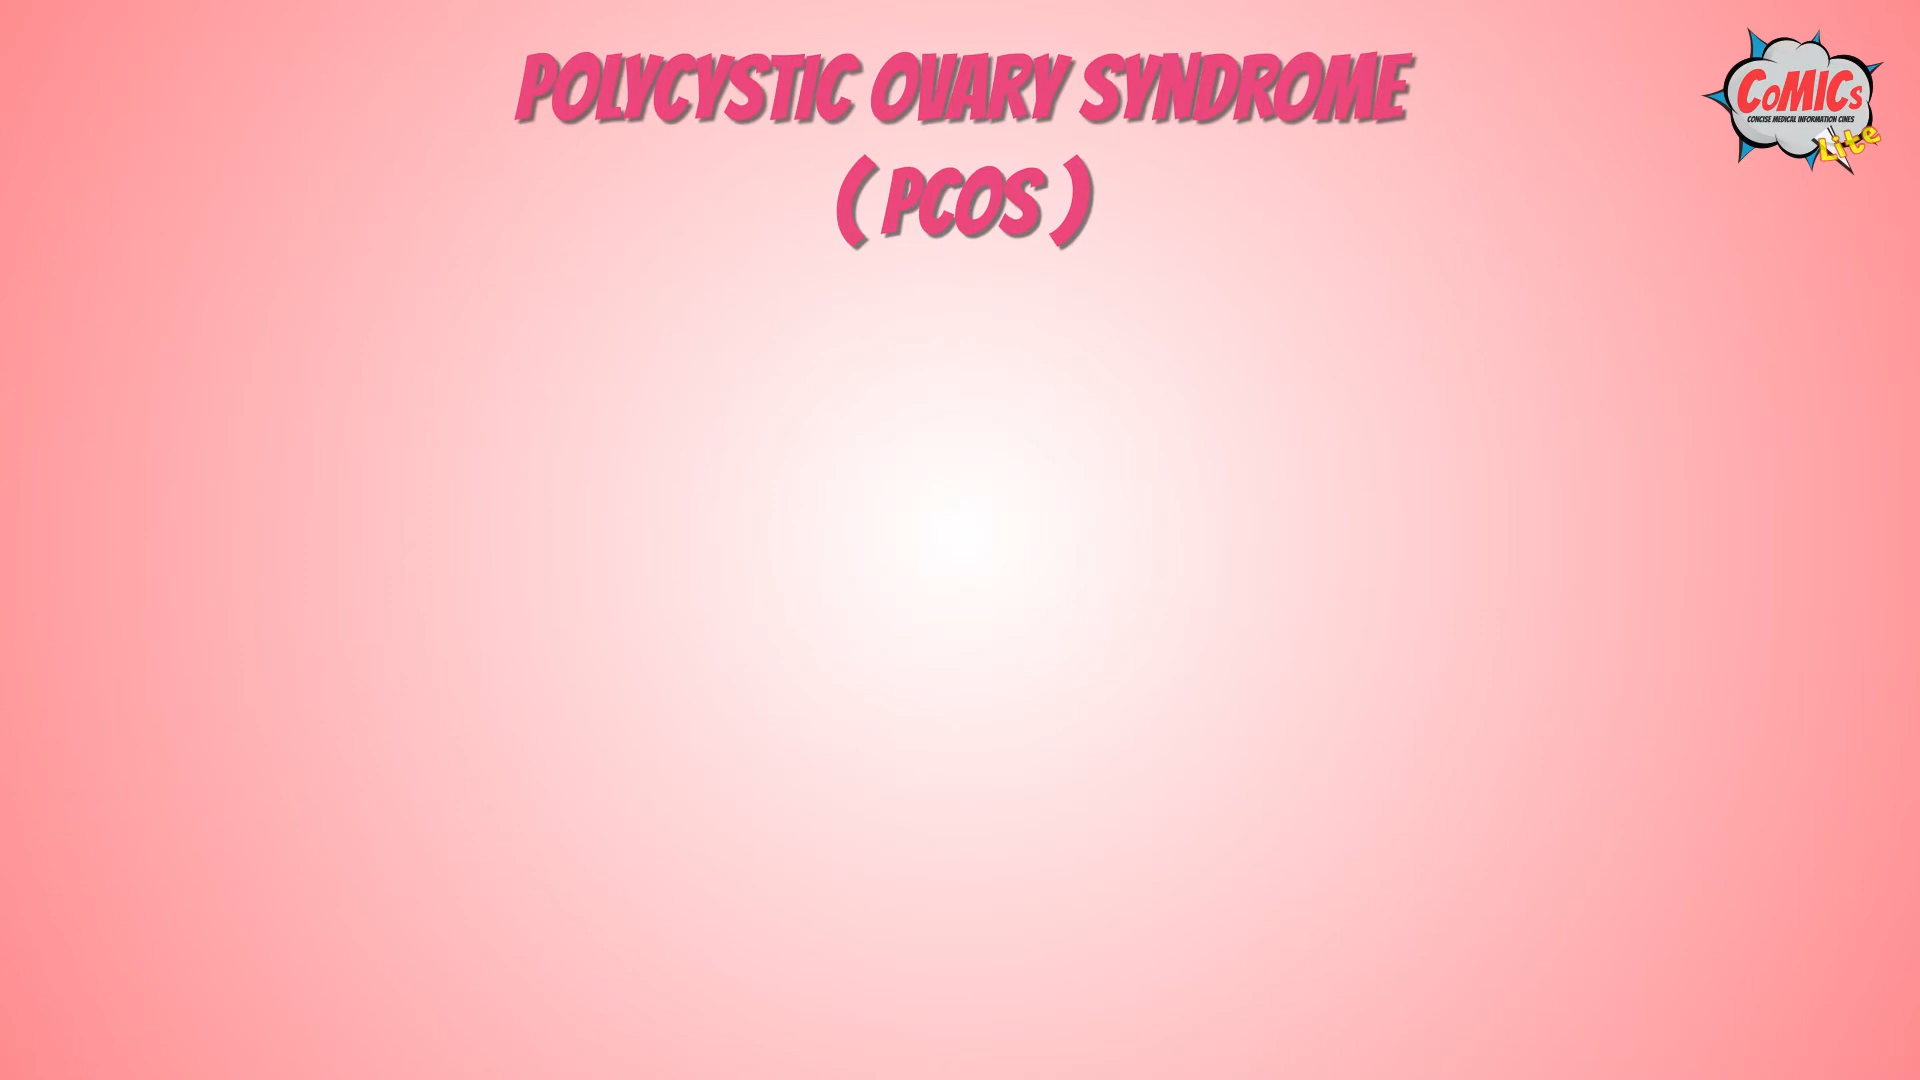 POLYCYSTIC OVARY SYNDROME
( PCOS )
CoMICs
CONCISE MEDICAL INFORMATION CINES
Lite